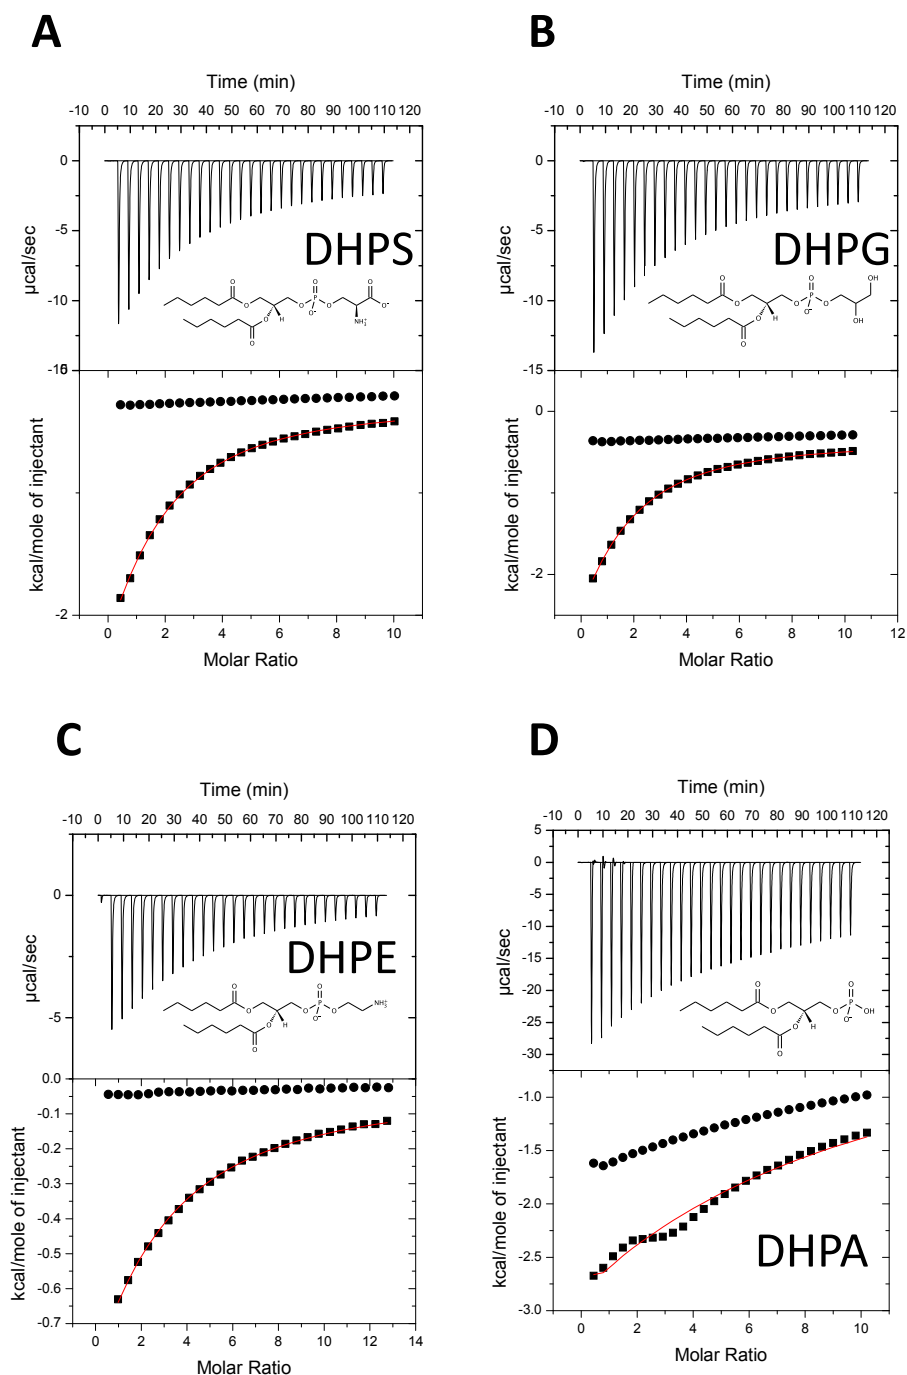 A
Time (min)
-10 0 10 20 30 40 50 60 70 80 90 100 110 120
0
-5
-10
-15
µcal/sec
DHPS
O
O
O
O
P
O
O⁻
O
O⁻
O
H
NH₃⁺
O
0
-2
kcal/mole of injectant
0 2 4 6 8 10
Molar Ratio
B
Time (min)
-10 0 10 20 30 40 50 60 70 80 90 100 110 120
0
-5
-10
-15
µcal/sec
DHPG
O
O
O
P
O
O
O⁻
OH
OH
O
H
O
0
-2
kcal/mole of injectant
0 2 4 6 8 10 12
Molar Ratio
C
Time (min)
-10 0 10 20 30 40 50 60 70 80 90 100 110 120
0
-5
µcal/sec
DHPE
O
O
O
P
O
O
O⁻
NH₃⁺
O
H
O
0.0
-0.1
-0.2
-0.3
-0.4
-0.5
-0.6
-0.7
kcal/mole of injectant
0 2 4 6 8 10 12 14
Molar Ratio
D
Time (min)
-10 0 10 20 30 40 50 60 70 80 90 100 110 120
5
0
-5
-10
-15
-20
-25
-30
µcal/sec
O
O
O
P
O
OH
O⁻
O
H
O
-1.0
-1.5
-2.0
-2.5
-3.0
kcal/mole of injectant
DHPA
0 2 4 6 8 10
Molar Ratio